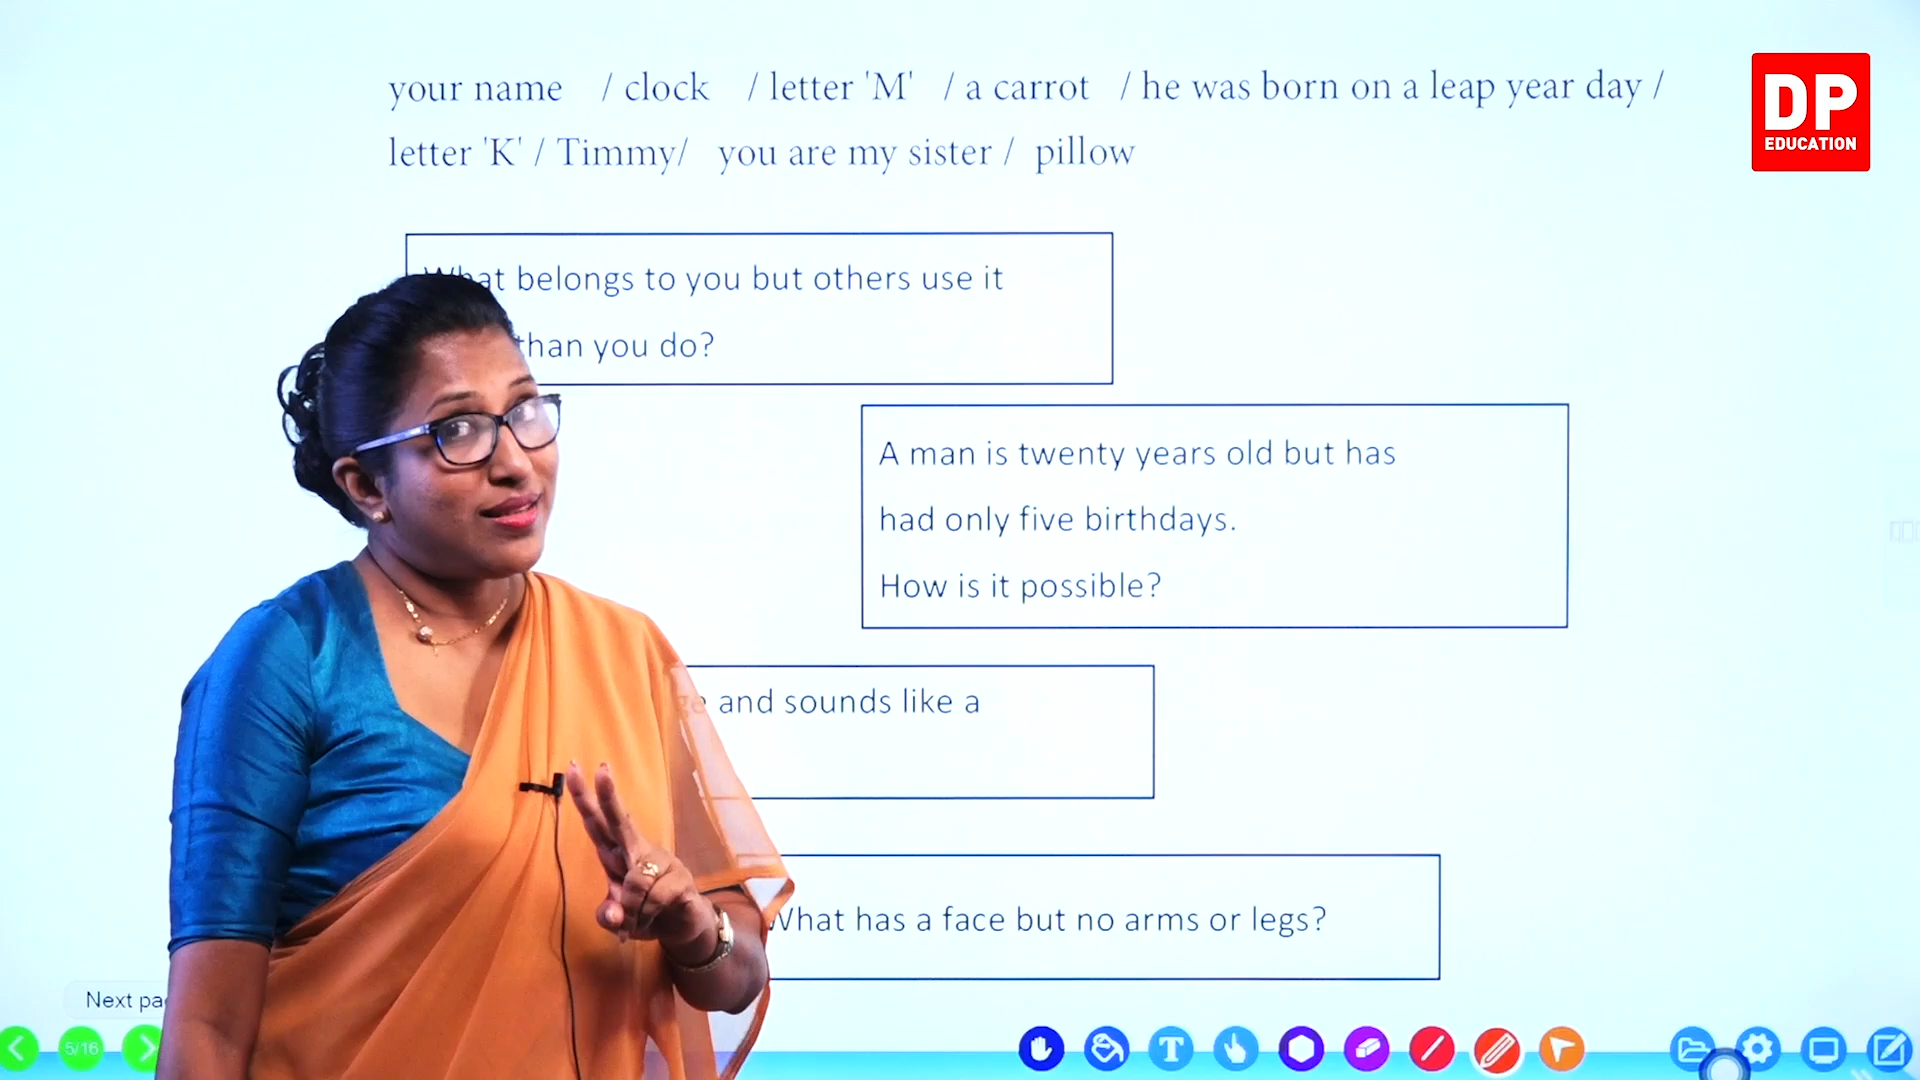 your name / clock / letter 'M' / a carrot / he was born on a leap year day /
letter 'K' / Timmy/ you are my sister / pillow
DP
EDUCATION
belongs to you but others use it
than you do?
A man is twenty years old but has
had only five birthdays.
How is it possible?
and sounds like a
What has a face but no arms or legs?
Next
5/16
T